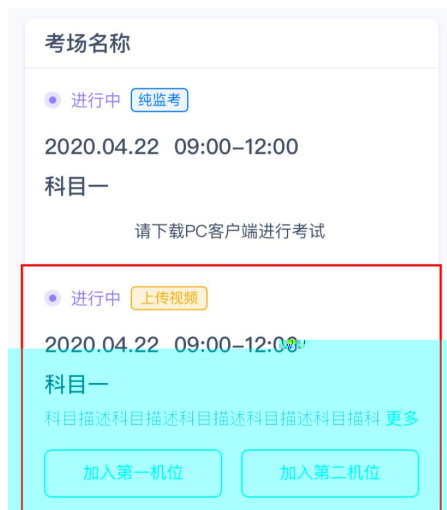 考场名称
进行中 纯监考
2020.04.22 09:00-12:00
科目一
请下载PC客户端进行考试
进行中 上传视频
2020.04.22 09:00-12:00
科目一
科目描述科目描述科目描述科目描述科目描科 更多
加入第一机位 加入第二机位